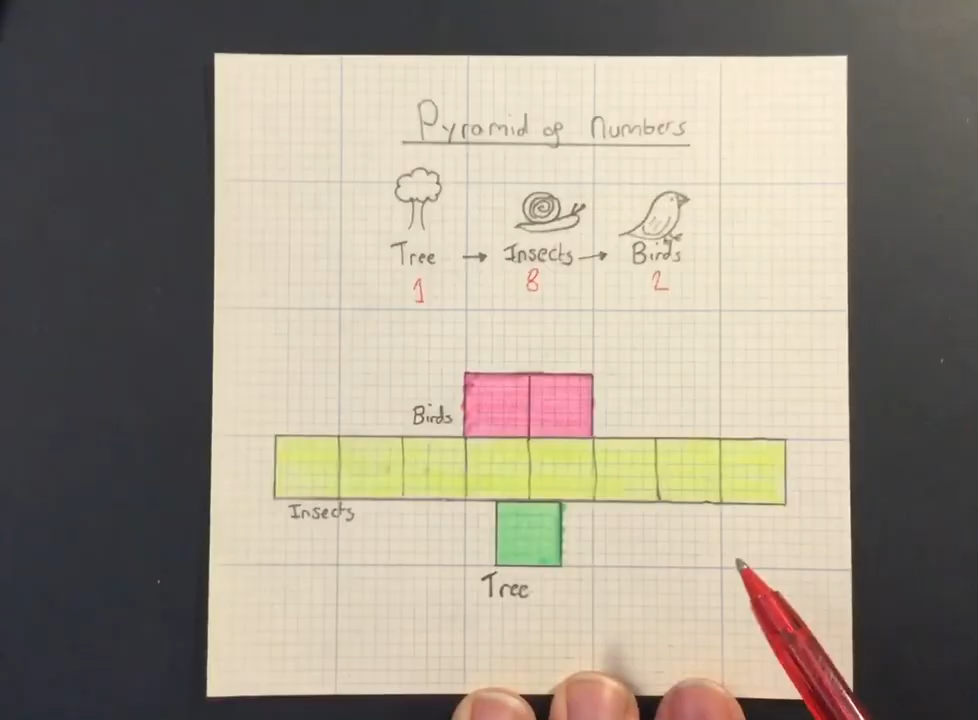 Pyramid of Numbers
Tree → Insects → Birds
1 8 2
Birds
Insects
Tree